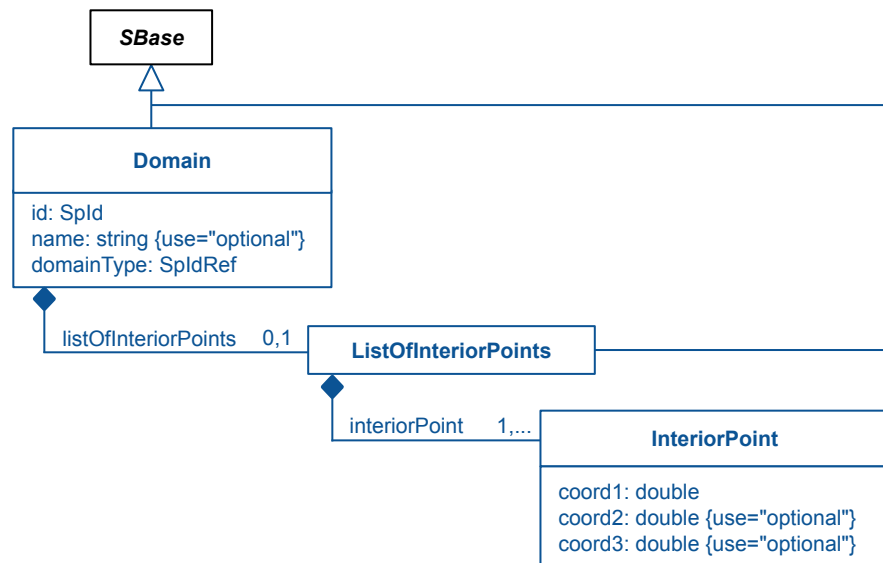 SBase
Domain
id: SpId
name: string {use="optional"}
domainType: SpIdRef
listOfInteriorPoints 0,1
ListOfInteriorPoints
interiorPoint 1,...
InteriorPoint
coord1: double
coord2: double {use="optional"}
coord3: double {use="optional"}